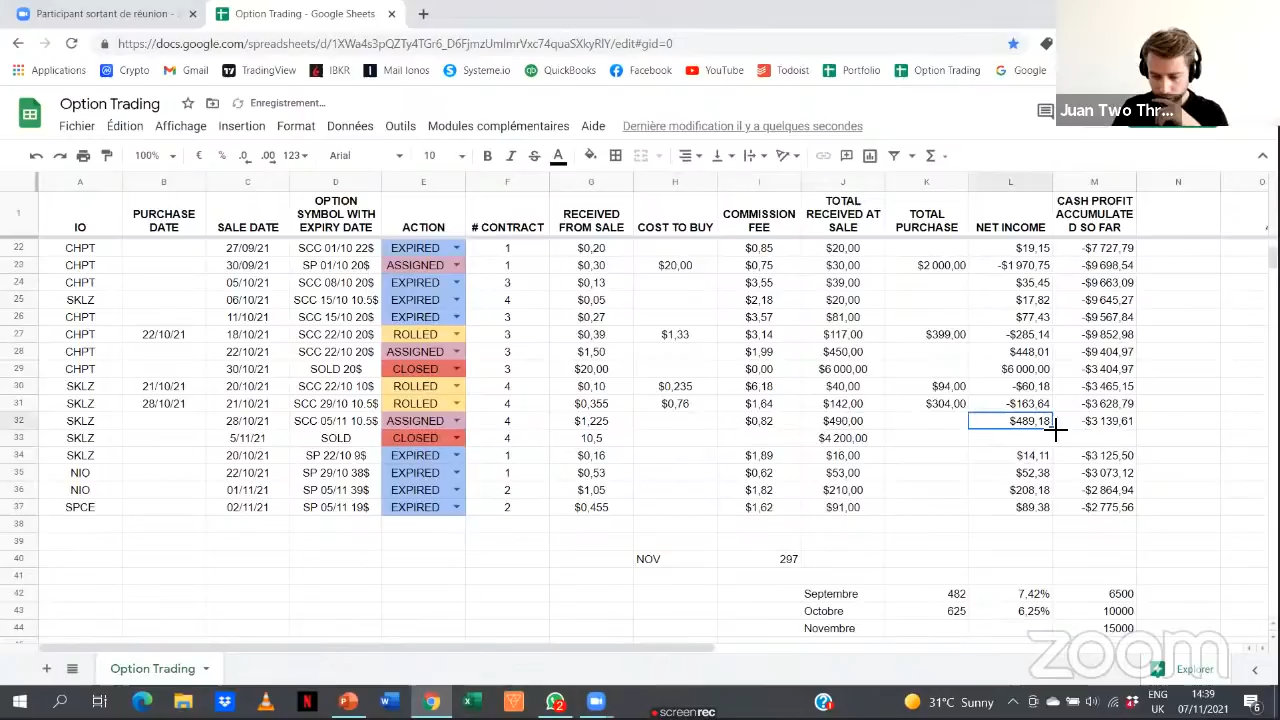 Participant sortant de réunion - Z
Option Trading - Google Sheets
https://docs.google.com/spreadsheets/d/1XWa4s3pQZTy4TGr6_D6FjmzUmlmrVxc74quaSXkyRlY/edit#gid=0
Applications Crypto Gmail TradingView IBKR Mail Ionos Systeme.io QuickBooks Facebook YouTube Todoist Portfolio Option Trading Google
Option Trading Enregistrement…
Juan Two Thr...
Fichier Édition Affichage Insertion Format Données Outils Modules complémentaires Aide Dernière modification il y a quelques secondes
100% € % .0 .00 123 Arial 10 B I S A Σ
A B C D E F G H I J K L M N O
1 IO PURCHASE DATE SALE DATE OPTION SYMBOL WITH EXPIRY DATE ACTION # CONTRACT RECEIVED FROM SALE COST TO BUY COMMISSION FEE TOTAL RECEIVED AT SALE TOTAL PURCHASE NET INCOME CASH PROFIT ACCUMULATE D SO FAR
22 CHPT 27/09/21 SCC 01/10 22$ EXPIRED 1 $0,20 $0,85 $20,00 $19,15 -$7 727,79
23 CHPT 30/09/21 SP 01/10 20$ ASSIGNED 1 $0,30 $20,00 $0,75 $30,00 $2 000,00 -$1 970,75 -$9 698,54
24 CHPT 05/10/21 SCC 08/10 20$ EXPIRED 3 $0,13 $3,55 $39,00 $35,45 -$9 663,09
25 SKLZ 06/10/21 SCC 15/10 10.5$ EXPIRED 4 $0,05 $2,18 $20,00 $17,82 -$9 645,27
26 CHPT 11/10/21 SCC 15/10 20$ EXPIRED 3 $0,27 $3,57 $81,00 $77,43 -$9 567,84
27 CHPT 22/10/21 18/10/21 SCC 22/10 20$ ROLLED 3 $0,39 $1,33 $3,14 $117,00 $399,00 -$285,14 -$9 852,98
28 CHPT 22/10/21 SCC 22/10 20$ ASSIGNED 3 $1,50 $1,99 $450,00 $448,01 -$9 404,97
29 CHPT 30/10/21 SOLD 20$ CLOSED 3 $20,00 $0,00 $6 000,00 $6 000,00 -$3 404,97
30 SKLZ 21/10/21 20/10/21 SCC 22/10 10$ ROLLED 4 $0,10 $0,235 $6,18 $40,00 $94,00 -$60,18 -$3 465,15
31 SKLZ 28/10/21 21/10/21 SCC 29/10 10.5$ ROLLED 4 $0,355 $0,76 $1,64 $142,00 $304,00 -$163,64 -$3 628,79
32 SKLZ 28/10/21 SCC 05/11 10.5$ ASSIGNED 4 $1,225 $0,82 $490,00 $489,18 -$3 139,61
33 SKLZ 5/11/21 SOLD CLOSED 4 10,5 $4 200,00
34 SKLZ 20/10/21 SP 22/10 9$ EXPIRED 1 $0,16 $1,89 $16,00 $14,11 -$3 125,50
35 NIO 22/10/21 SP 29/10 38$ EXPIRED 1 $0,53 $0,62 $53,00 $52,38 -$3 073,12
36 NIO 01/11/21 SP 05/11 39$ EXPIRED 2 $1,05 $1,82 $210,00 $208,18 -$2 864,94
37 SPCE 02/11/21 SP 05/11 19$ EXPIRED 2 $0,455 $1,62 $91,00 $89,38 -$2 775,56
38
39
40 NOV 297
41
42 Septembre 482 7,42% 6500
43 Octobre 625 6,25% 10000
44 Novembre 15000
zoom
Option Trading Explorer
31°C Sunny ENG 14:39
UK 07/11/2021
screenrec